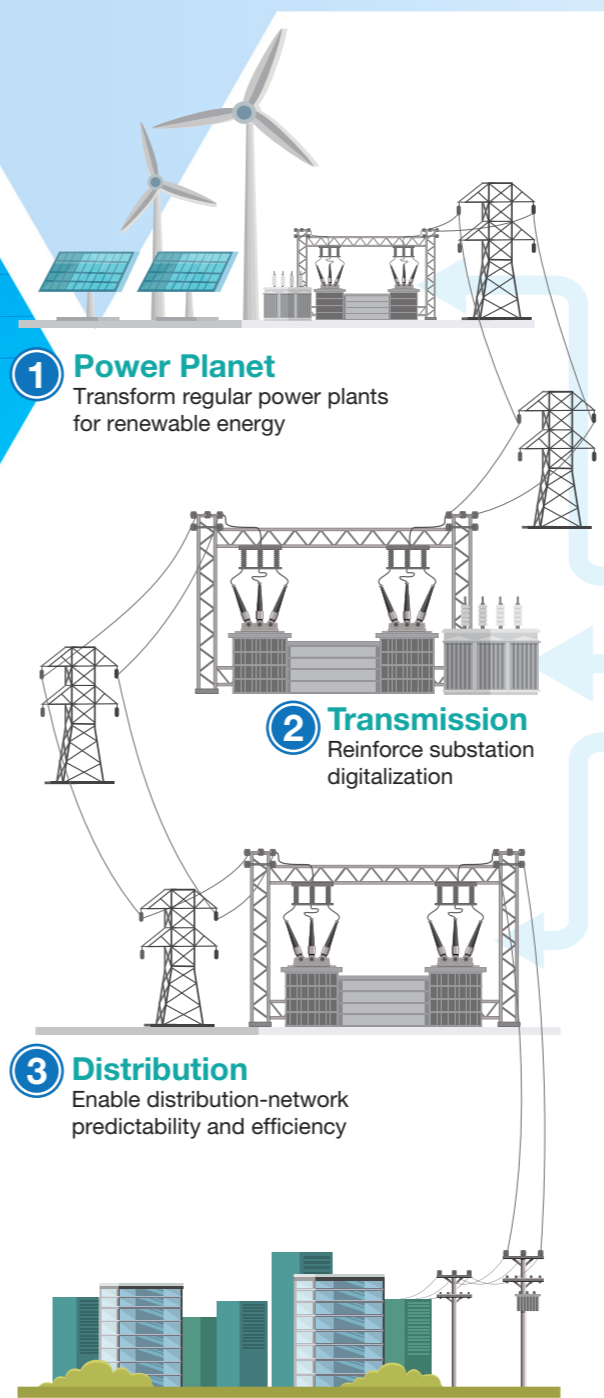 1
Power Planet
Transform regular power plants
for renewable energy
2
Transmission
Reinforce substation
digitalization
3
Distribution
Enable distribution-network
predictability and efficiency